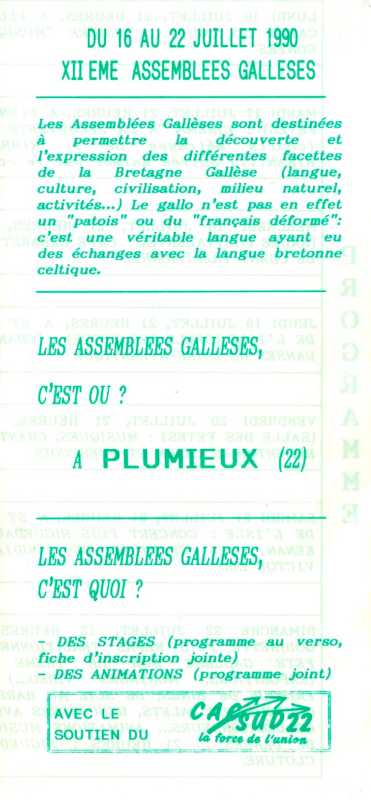 DU 16 AU 22 JUILLET 1990
XII EME ASSEMBLEES GALLESES
Les Assemblées Gallèses sont destinées
à permettre la découverte et
l'expression des différentes facettes
de la Bretagne Gallèse (langue,
culture, civilisation, milieu naturel,
activités...) Le gallo n'est pas en effet
un "patois" ou du "français déformé":
c'est une véritable langue ayant eu
des échanges avec la langue bretonne
celtique.
LES ASSEMBLEES GALLESES,
C'EST OU ?
A PLUMIEUX (22)
LES ASSEMBLEES GALLESES,
C'EST QUOI ?
- DES STAGES (programme au verso,
fiche d'inscription jointe)
- DES ANIMATIONS (programme joint)
AVEC LE
SOUTIEN DU
CAP SUD 22
la force de l'union